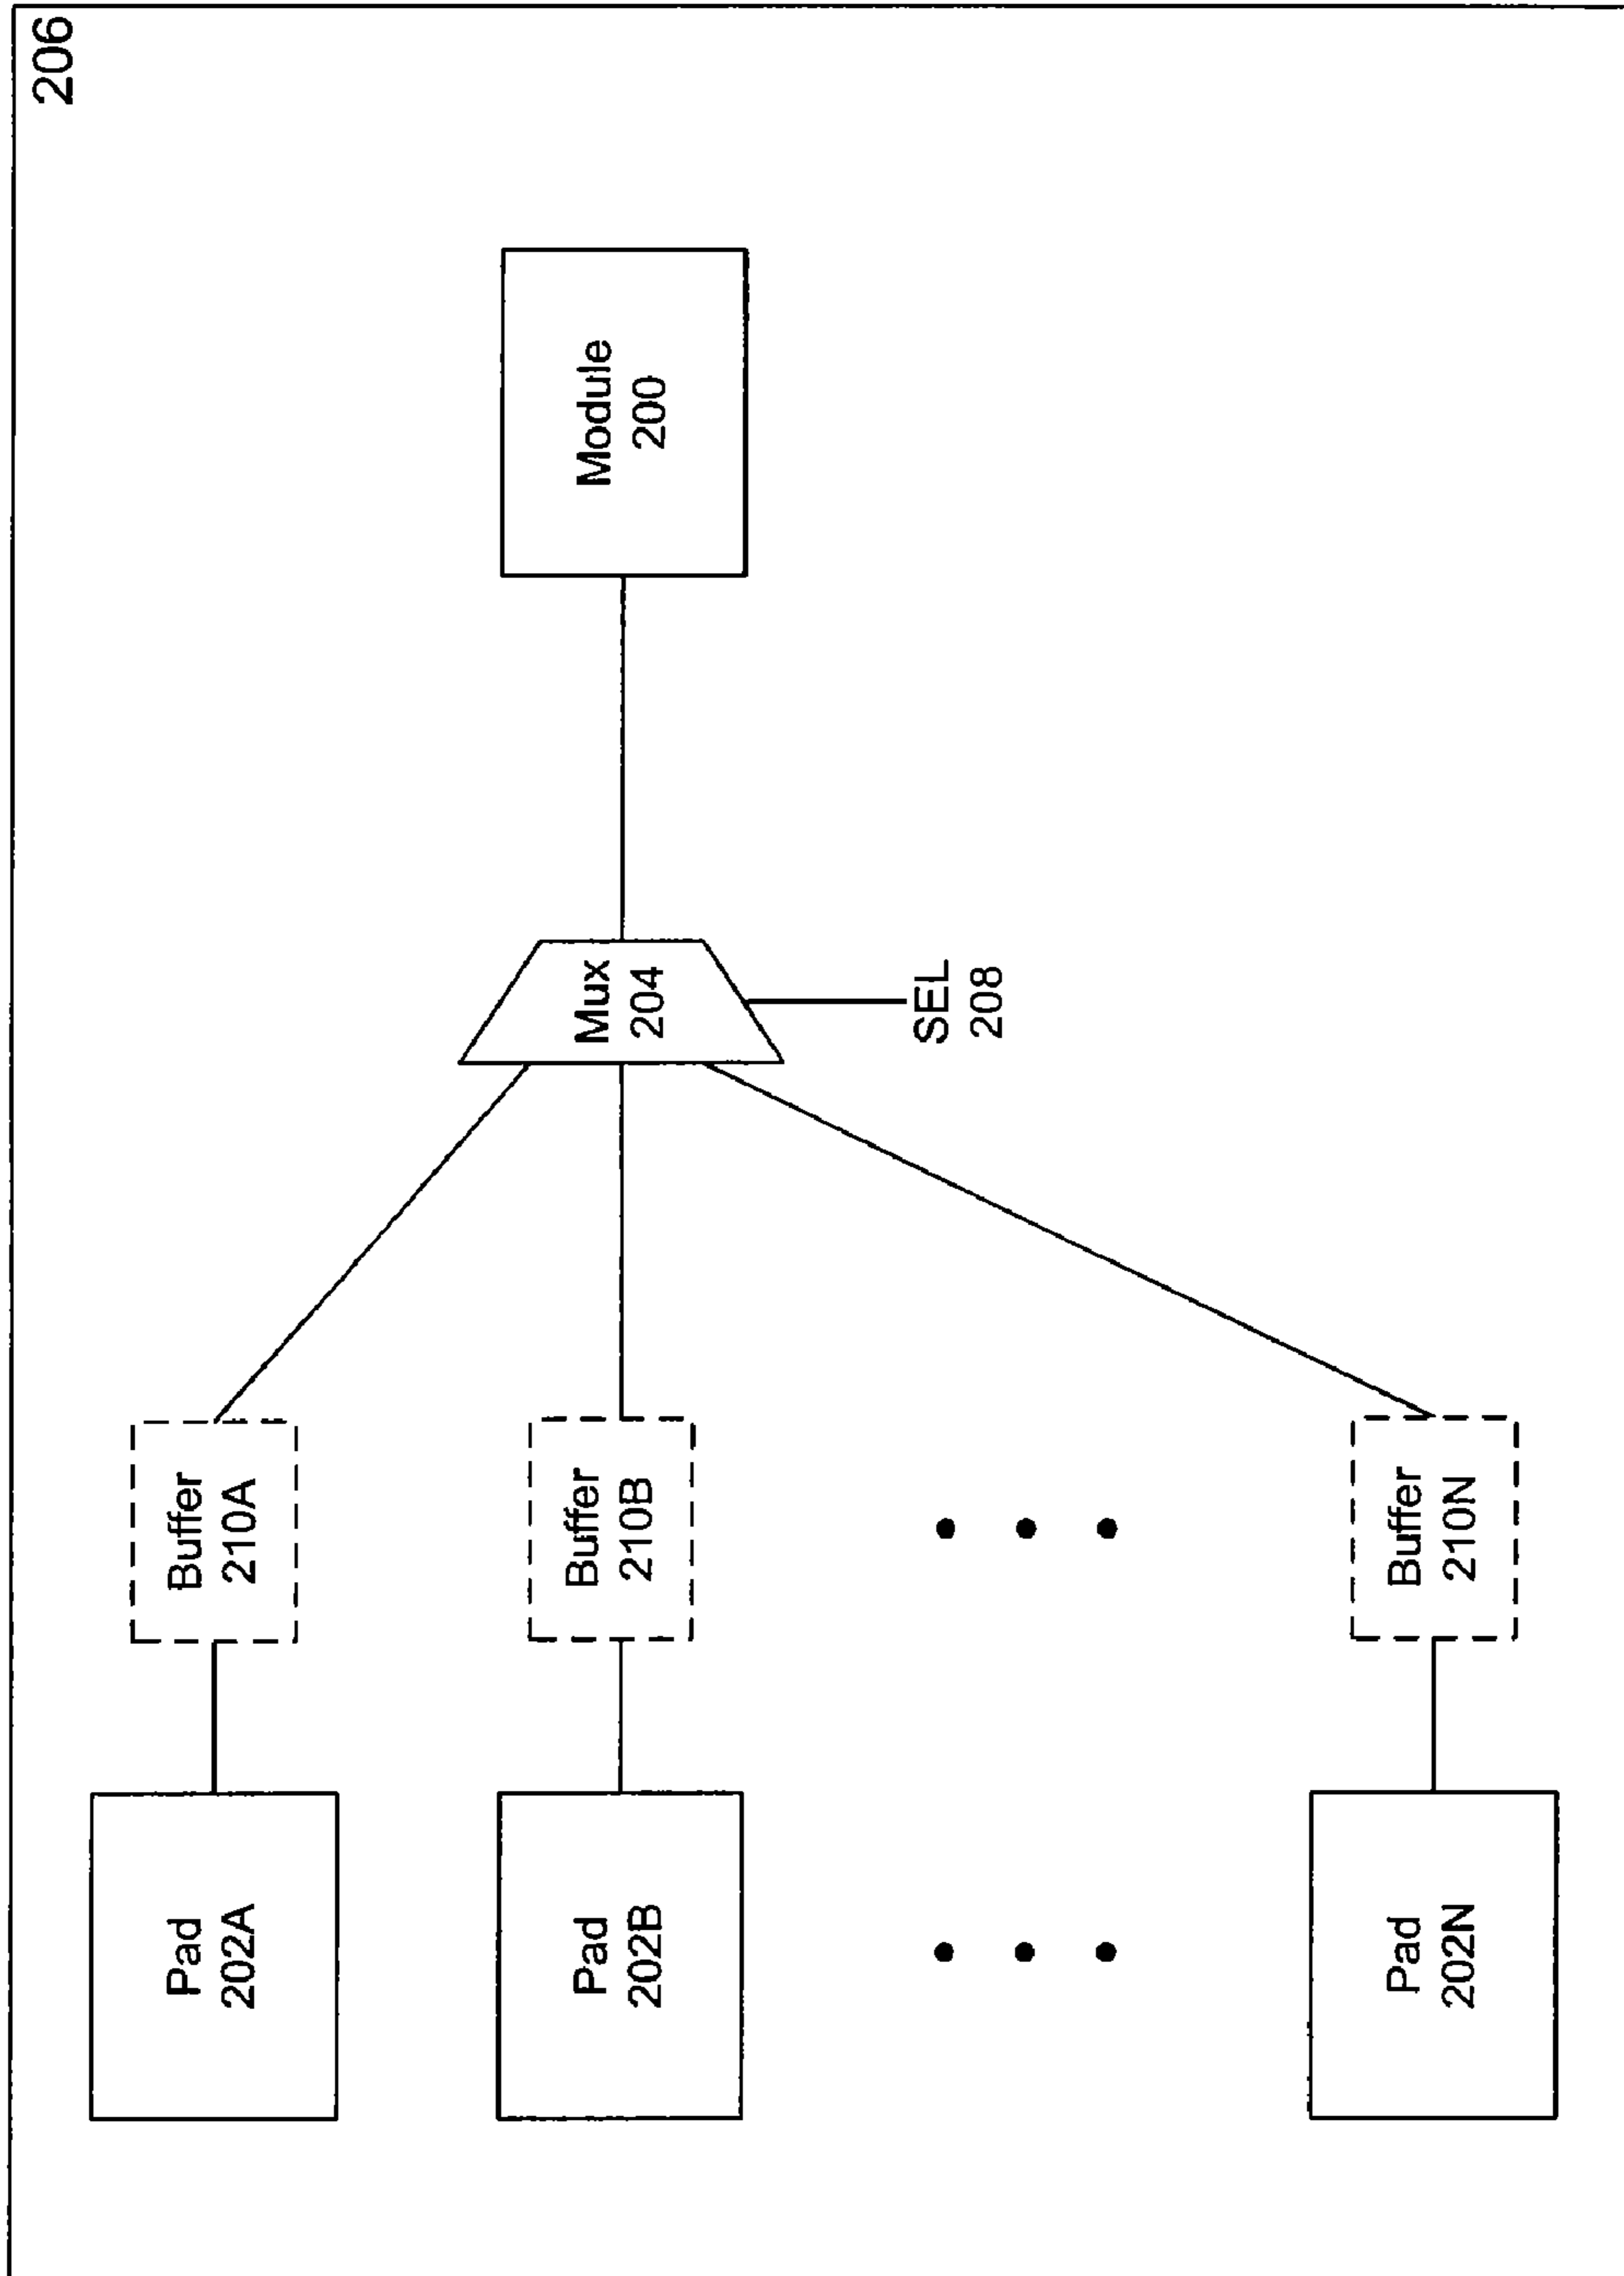 206
Pad
202A
Buffer
210A
Pad
202B
Buffer
210B
Mux
204
Module
200
SEL
208
Pad
202N
Buffer
210N